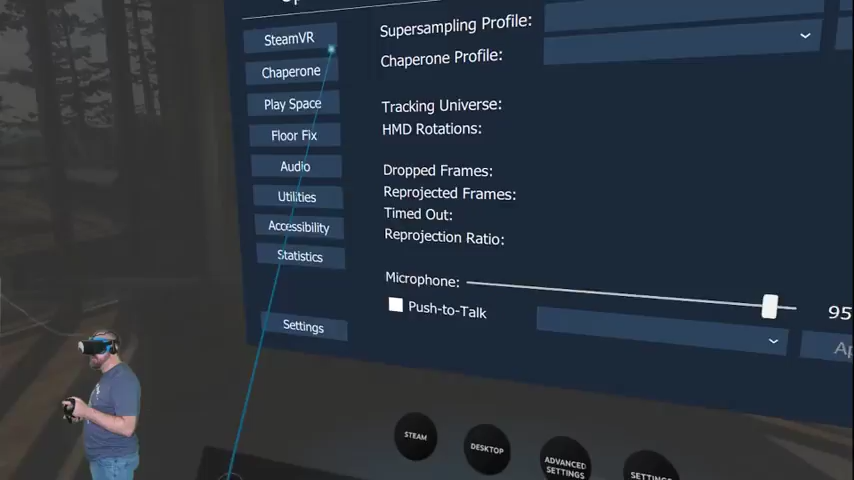 SteamVR
Chaperone
Play Space
Floor Fix
Audio
Utilities
Accessibility
Statistics
Settings
Supersampling Profile:
Chaperone Profile:
Tracking Universe:
HMD Rotations:
Dropped Frames:
Reprojected Frames:
Timed Out:
Reprojection Ratio:
Microphone:
95
Push-to-Talk
STEAM
DESKTOP
ADVANCED
SETTINGS